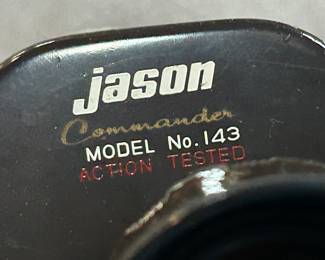 Jason
Commander
MODEL No.143
ACTION TESTED